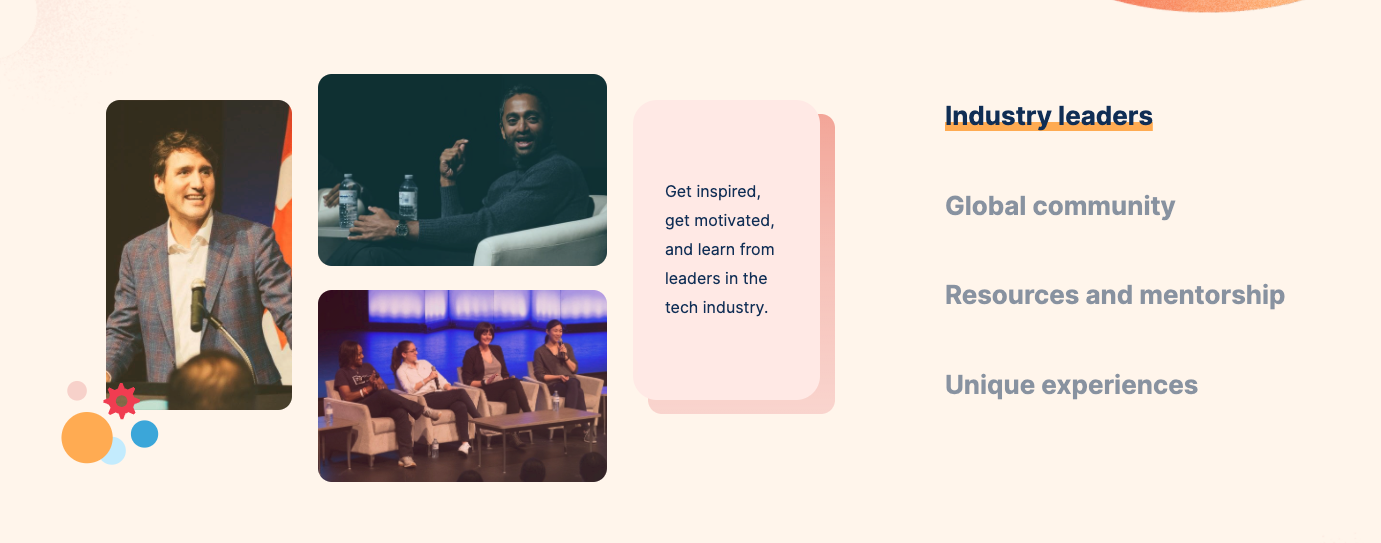 Get inspired,
get motivated,
and learn from
leaders in the
tech industry.
Industry leaders
Global community
Resources and mentorship
Unique experiences